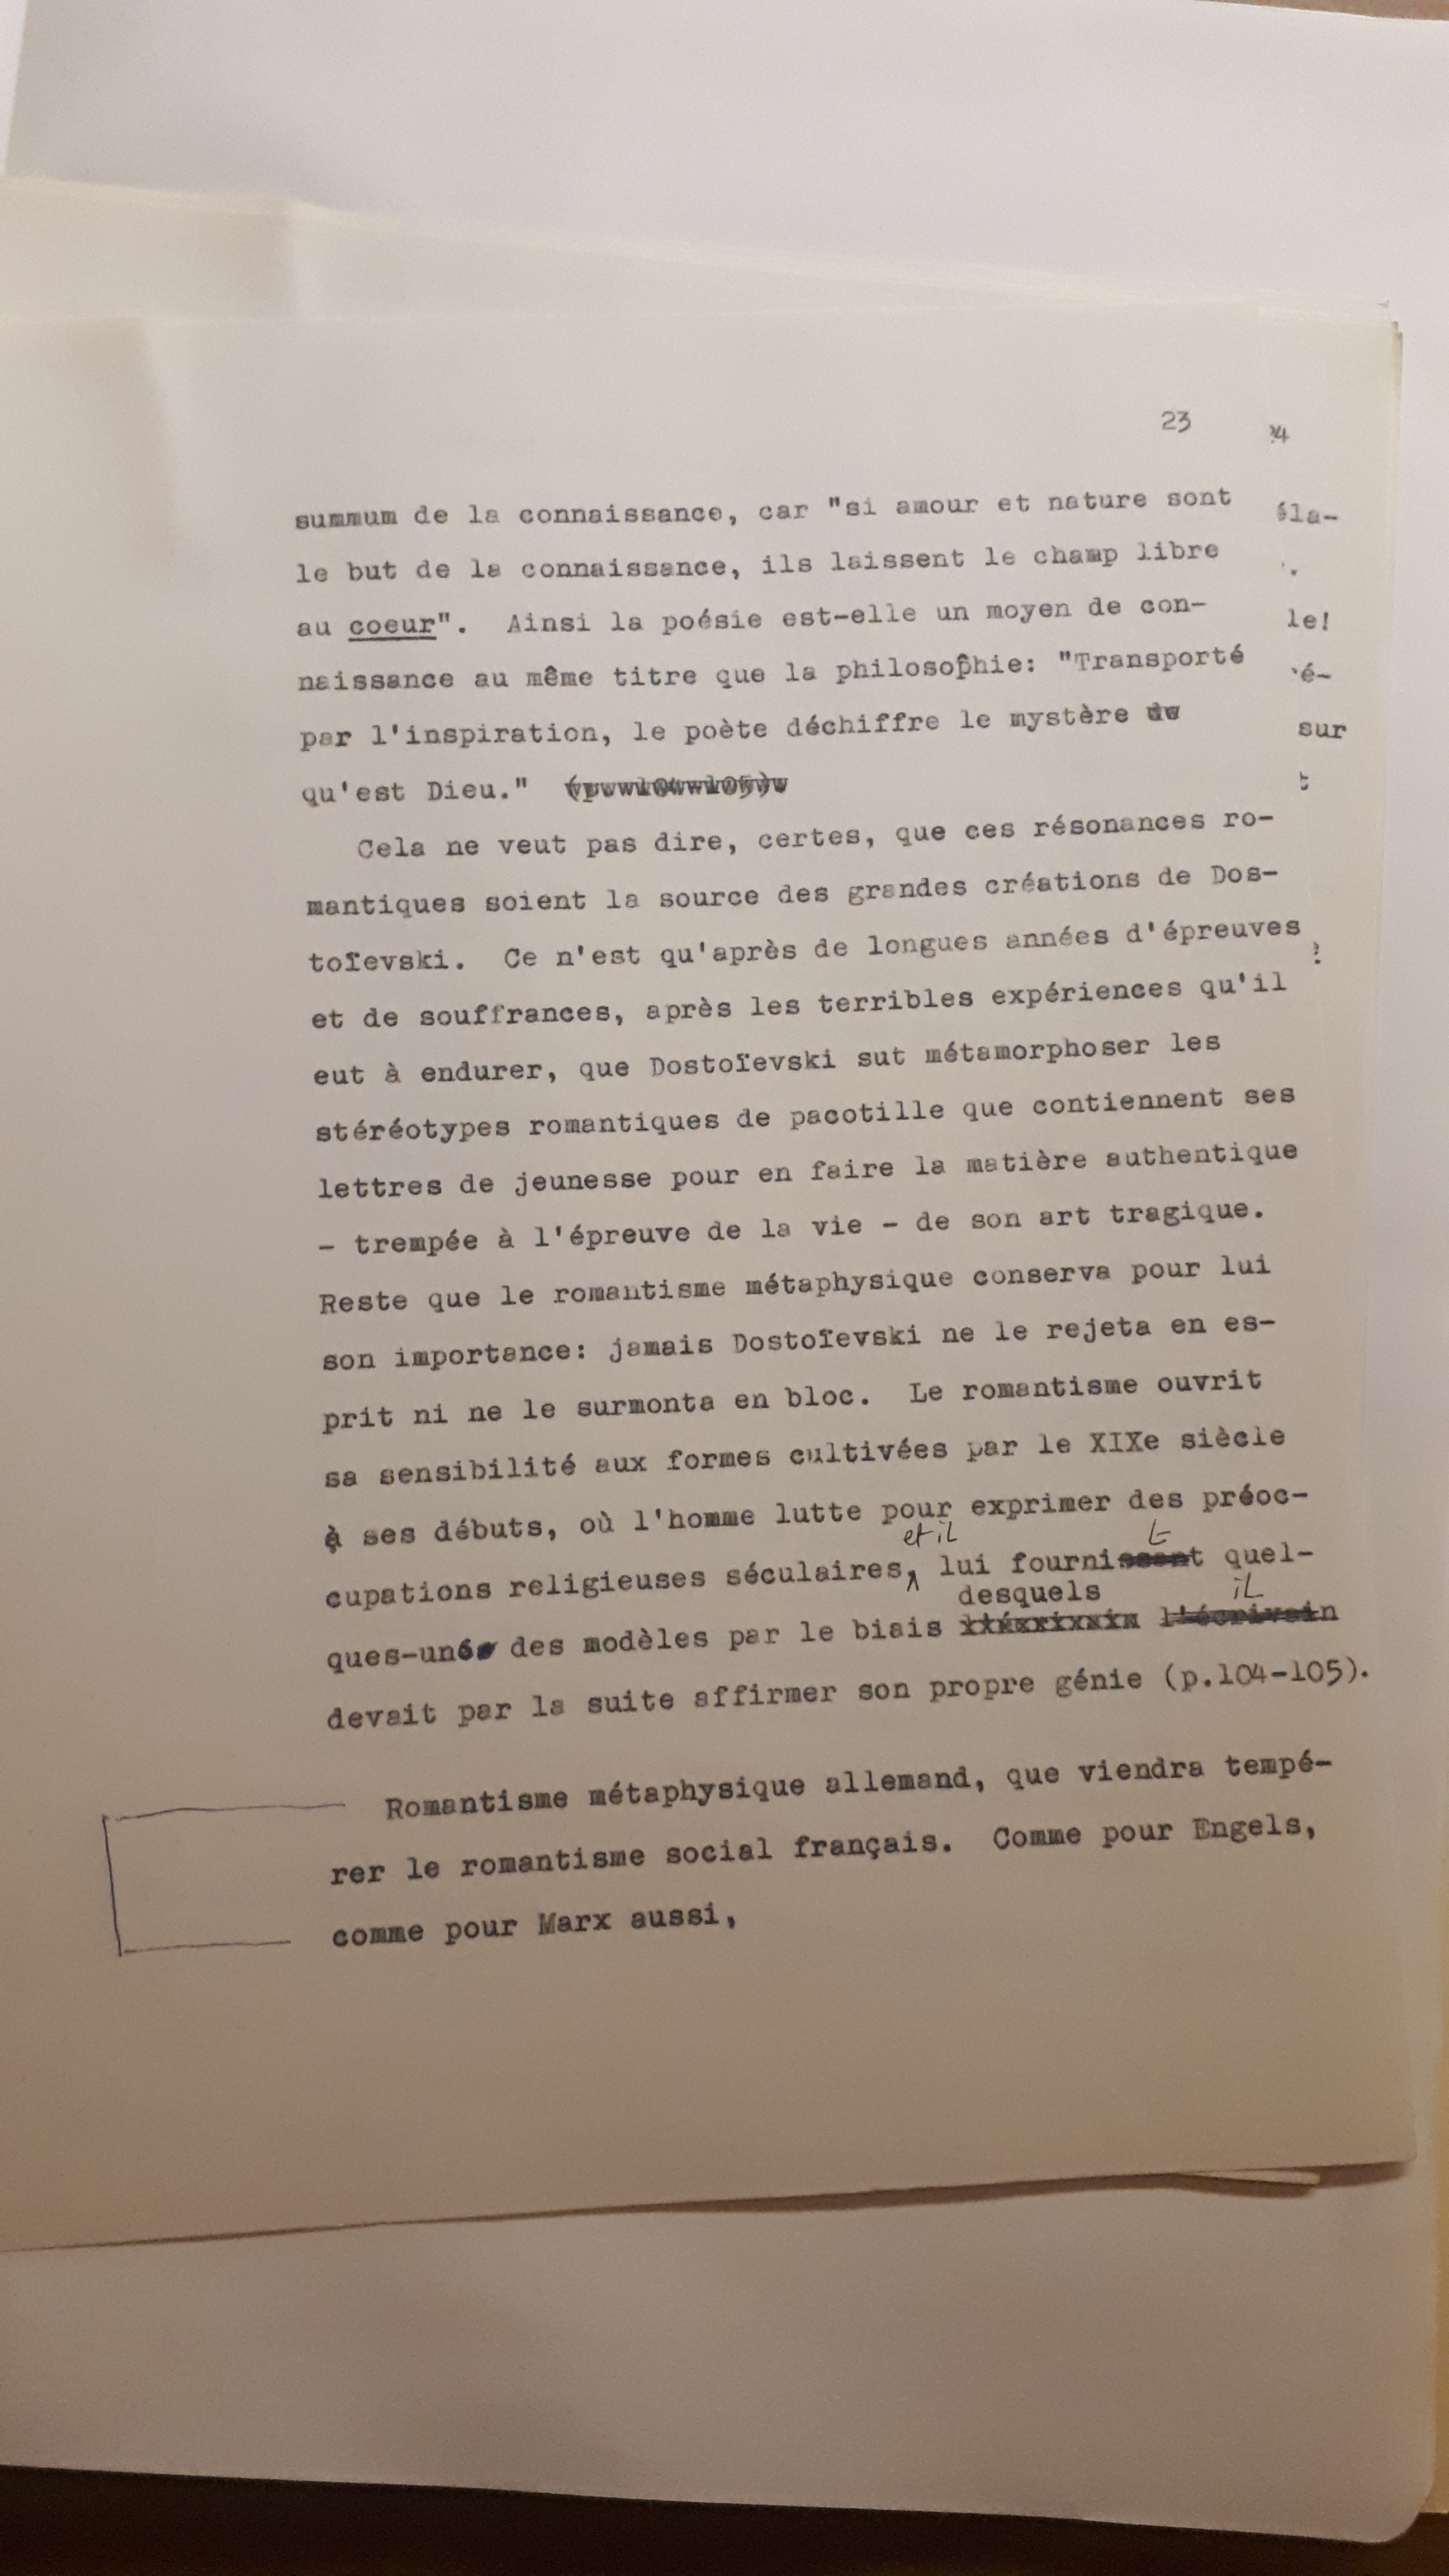 23
summum de la connaissance, car "si amour et nature sont
le but de la connaissance, ils laissent le champ libre
au coeur". Ainsi la poésie est-elle un moyen de con-
naissance au même titre que la philosophie: "Transporté
par l'inspiration, le poète déchiffre le mystère
qu'est Dieu."
Cela ne veut pas dire, certes, que ces résonances ro-
mantiques soient la source des grandes créations de Dos-
toïevski. Ce n'est qu'après de longues années d'épreuves
et de souffrances, après les terribles expériences qu'il
eut à endurer, que Dostoïevski sut métamorphoser les
stéréotypes romantiques de pacotille que contiennent ses
lettres de jeunesse pour en faire la matière authentique
- trempée à l'épreuve de la vie - de son art tragique.
Reste que le romantisme métaphysique conserva pour lui
son importance: jamais Dostoïevski ne le rejeta en es-
prit ni ne le surmonta en bloc. Le romantisme ouvrit
sa sensibilité aux formes cultivées par le XIXe siècle
à ses débuts, où l'homme lutte pour exprimer des préoc-
et il t
cupations religieuses séculaires, lui fournissant quel-
desquels il
ques-uns des modèles par le biais l'écrivain
devait par la suite affirmer son propre génie (p.104-105).
Romantisme métaphysique allemand, que viendra tempé-
rer le romantisme social français. Comme pour Engels,
comme pour Marx aussi,
4
éla-
le!
é-
sur
t